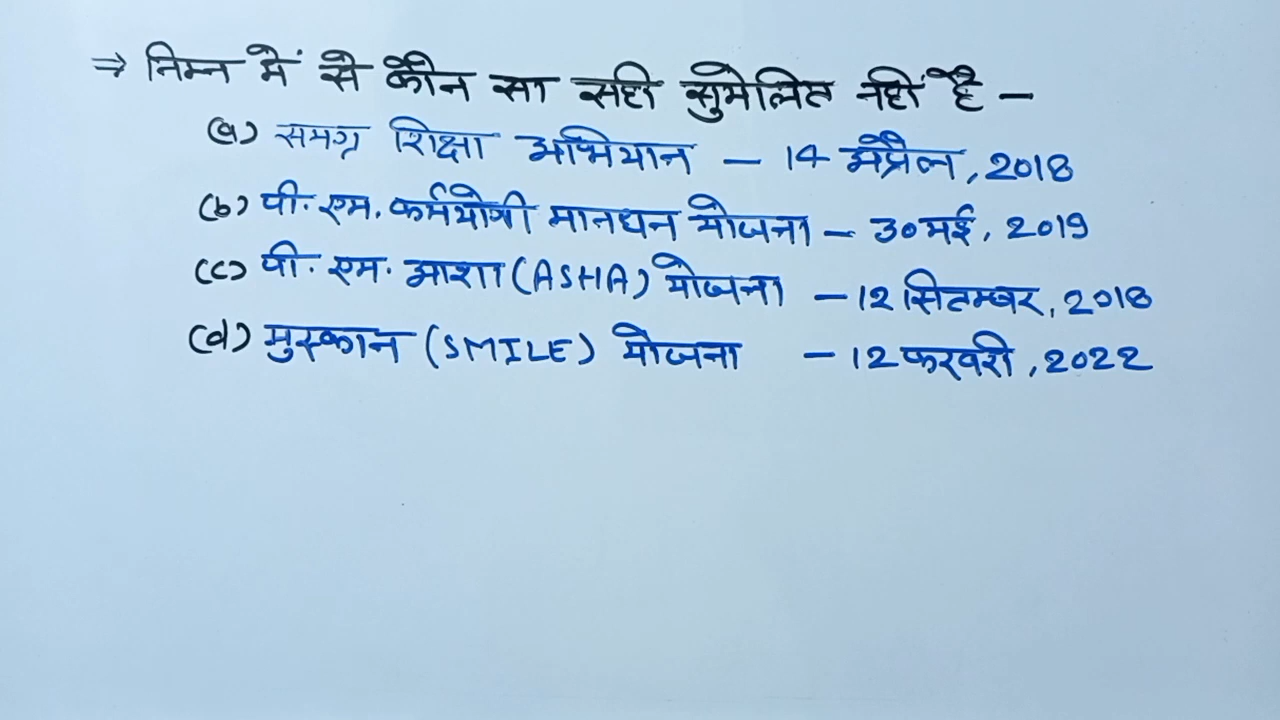 ⇒ निम्न में से कौन सा सही सुमेलित नहीं है –
(a) समग्र शिक्षा अभियान – 14 अप्रैल, 2018
(b) पी. एम. कर्मयोगी मानधन योजना – 30 मई, 2019
(c) पी. एम. आशा (ASHA) योजना – 12 सितम्बर, 2018
(d) मुस्कान (SMILE) योजना – 12 फरवरी, 2022